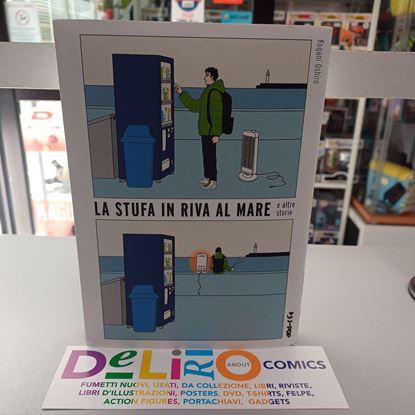 Kogani Oshiro
LA STUFA IN RIVA AL MARE e altre
storie
DeLiRiO ABOUT COMICS
FUMETTI NUOVI, USATI, DA COLLEZIONE, LIBRI, RIVISTE,
LIBRI D'ILLUSTRAZIONI, POSTERS, DVD, T-SHIRTS, FELPE,
ACTION FIGURES, PORTACHIAVI, GADGETS